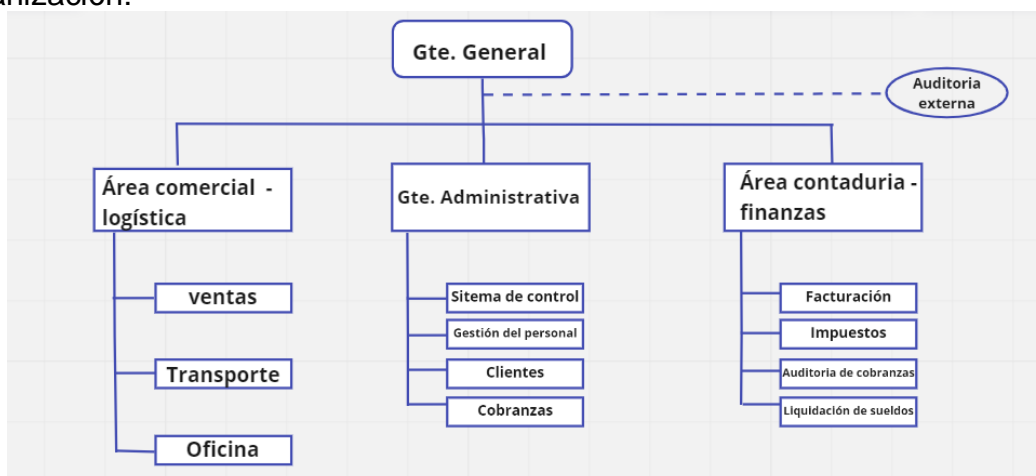 Gte. General
Auditoria
externa
Área comercial -
logística
ventas
Transporte
Oficina
Gte. Administrativa
Sitema de control
Gestión del personal
Clientes
Cobranzas
Área contaduria -
finanzas
Facturación
Impuestos
Auditoria de cobranzas
Liquidación de sueldos